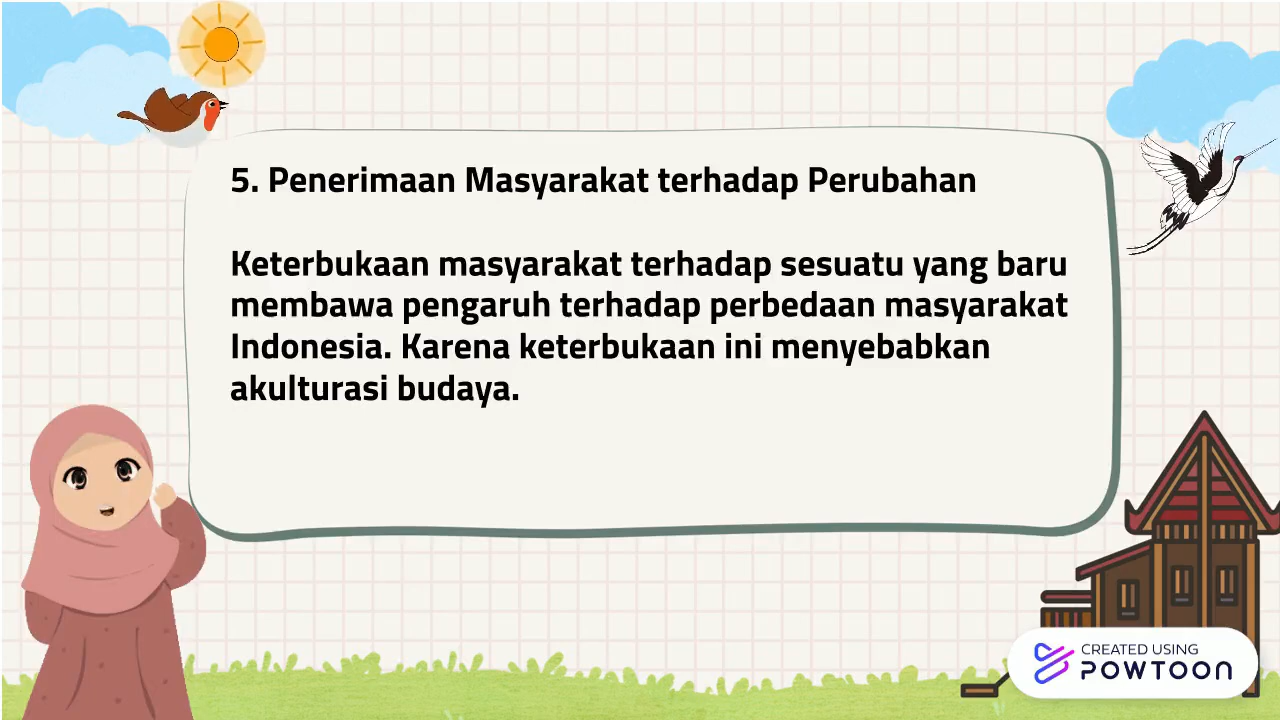 5. Penerimaan Masyarakat terhadap Perubahan
Keterbukaan masyarakat terhadap sesuatu yang baru
membawa pengaruh terhadap perbedaan masyarakat
Indonesia. Karena keterbukaan ini menyebabkan
akulturasi budaya.
CREATED USING
POWTOON